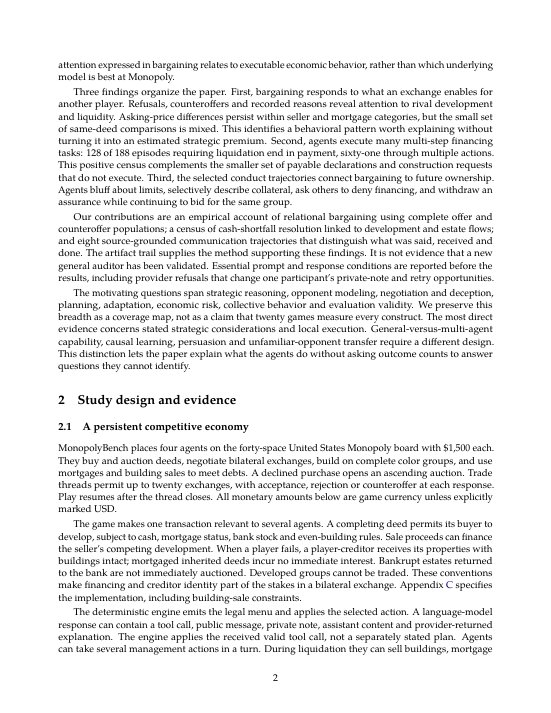 attention expressed in bargaining relates to executable economic behavior, rather than which underlying
model is best at Monopoly.
Three findings organize the paper. First, bargaining responds to what an exchange enables for
another player. Refusals, counteroffers and recorded reasons reveal attention to rival development
and liquidity. Asking-price differences persist within seller and mortgage categories, but the small set
of same-deed comparisons is mixed. This identifies a behavioral pattern worth explaining without
turning it into an estimated strategic premium. Second, agents execute many multi-step financing
tasks: 128 of 188 episodes requiring liquidation end in payment, sixty-one through multiple actions.
This positive census complements the smaller set of payable declarations and construction requests
that do not execute. Third, the selected conduct trajectories connect bargaining to future ownership.
Agents bluff about limits, selectively describe collateral, ask others to deny financing, and withdraw an
assurance while continuing to bid for the same group.
Our contributions are an empirical account of relational bargaining using complete offer and
counteroffer populations; a census of cash-shortfall resolution linked to development and estate flows;
and eight source-grounded communication trajectories that distinguish what was said, received and
done. The artifact trail supplies the method supporting these findings. It is not evidence that a new
general auditor has been validated. Essential prompt and response conditions are reported before the
results, including provider refusals that change one participant's private-note and retry opportunities.
The motivating questions span strategic reasoning, opponent modeling, negotiation and deception,
planning, adaptation, economic risk, collective behavior and evaluation validity. We preserve this
breadth as a coverage map, not as a claim that twenty games measure every construct. The most direct
evidence concerns stated strategic considerations and local execution. General-versus-multi-agent
capability, causal learning, persuasion and unfamiliar-opponent transfer require a different design.
This distinction lets the paper explain what the agents do without asking outcome counts to answer
questions they cannot identify.
2 Study design and evidence
2.1 A persistent competitive economy
MonopolyBench places four agents on the forty-space United States Monopoly board with $1,500 each.
They buy and auction deeds, negotiate bilateral exchanges, build on complete color groups, and use
mortgages and building sales to meet debts. A declined purchase opens an ascending auction. Trade
threads permit up to twenty exchanges, with acceptance, rejection or counteroffer at each response.
Play resumes after the thread closes. All monetary amounts below are game currency unless explicitly
marked USD.
The game makes one transaction relevant to several agents. A completing deed permits its buyer to
develop, subject to cash, mortgage status, bank stock and even-building rules. Sale proceeds can finance
the seller's competing development. When a player fails, a player-creditor receives its properties with
buildings intact; mortgaged inherited deeds incur no immediate interest. Bankrupt estates returned
to the bank are not immediately auctioned. Developed groups cannot be traded. These conventions
make financing and creditor identity part of the stakes in a bilateral exchange. Appendix C specifies
the implementation, including building-sale constraints.
The deterministic engine emits the legal menu and applies the selected action. A language-model
response can contain a tool call, public message, private note, assistant content and provider-returned
explanation. The engine applies the received valid tool call, not a separately stated plan. Agents
can take several management actions in a turn. During liquidation they can sell buildings, mortgage
2